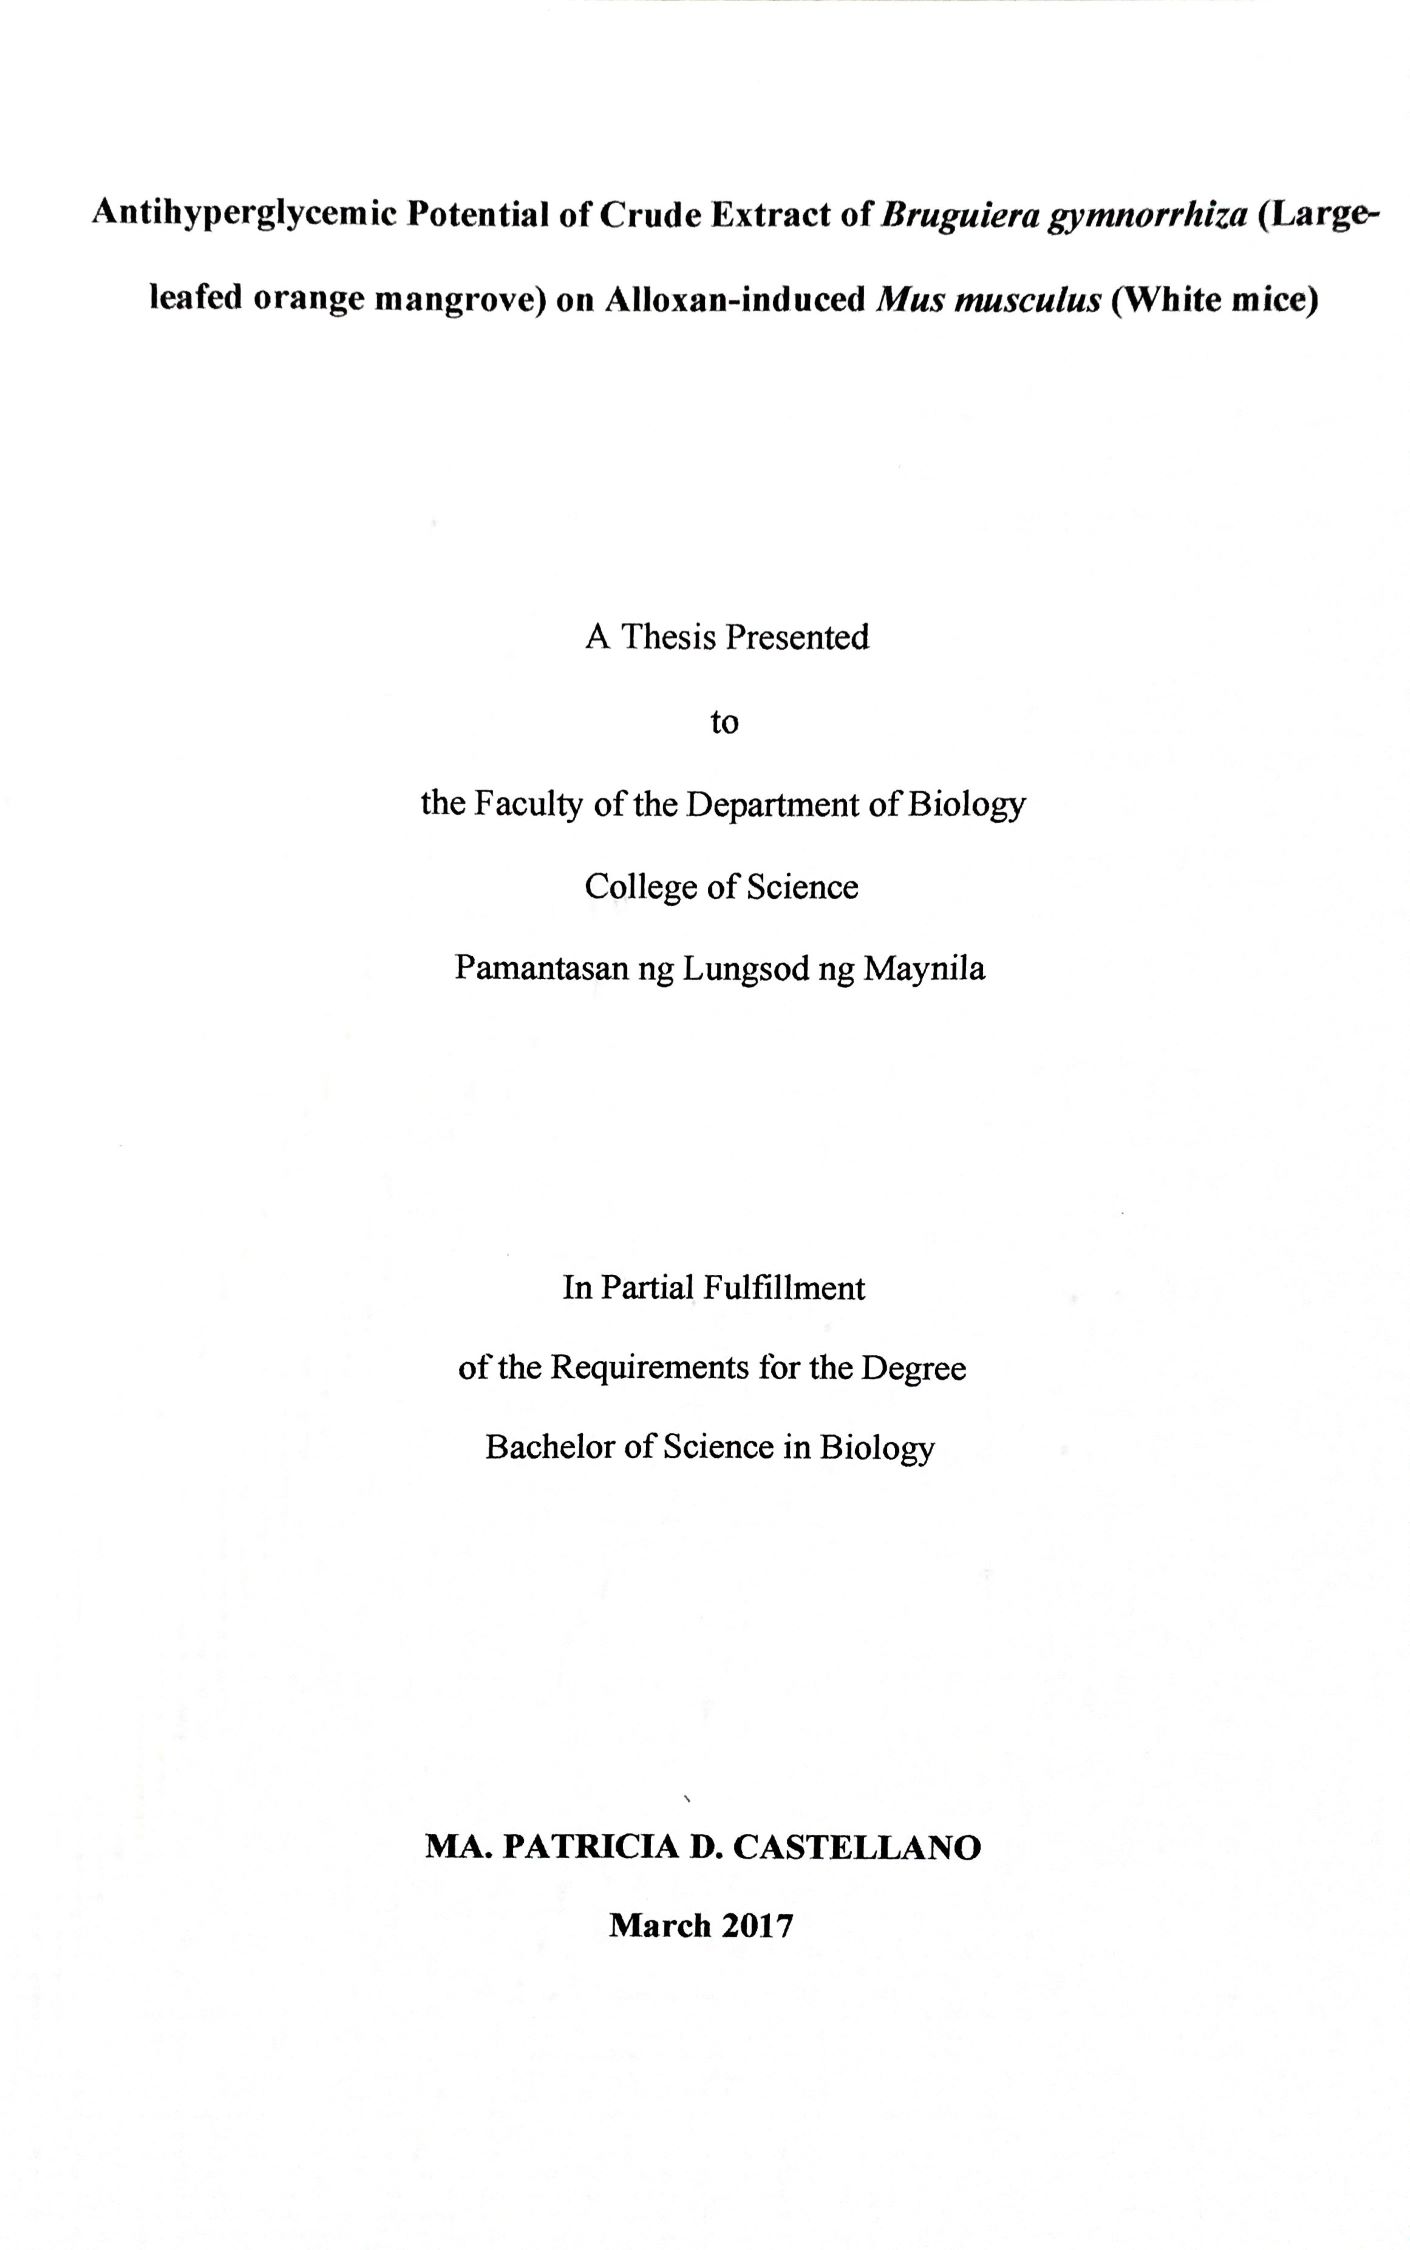 Antihyperglycemic Potential of Crude Extract of Bruguiera gymnorrhiza (Large-
leafed orange mangrove) on Alloxan-induced Mus musculus (White mice)
A Thesis Presented
to
the Faculty of the Department of Biology
College of Science
Pamantasan ng Lungsod ng Maynila
In Partial Fulfillment
of the Requirements for the Degree
Bachelor of Science in Biology
MA. PATRICIA D. CASTELLANO
March 2017